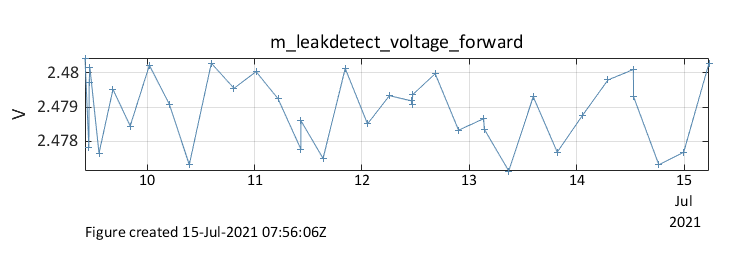 m_leakdetect_voltage_forward
2.48
2.479
2.478
V
10 11 12 13 14 15
Jul
2021
Figure created 15-Jul-2021 07:56:06Z